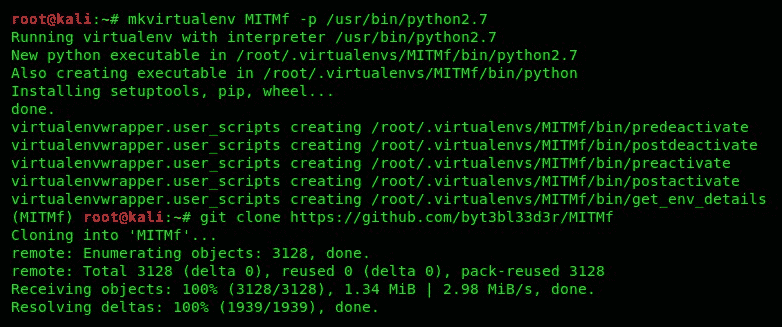 root@kali:~# mkvirtualenv MITMf -p /usr/bin/python2.7
Running virtualenv with interpreter /usr/bin/python2.7
New python executable in /root/.virtualenvs/MITMf/bin/python2.7
Also creating executable in /root/.virtualenvs/MITMf/bin/python
Installing setuptools, pip, wheel...
done.
virtualenvwrapper.user_scripts creating /root/.virtualenvs/MITMf/bin/predeactivate
virtualenvwrapper.user_scripts creating /root/.virtualenvs/MITMf/bin/postdeactivate
virtualenvwrapper.user_scripts creating /root/.virtualenvs/MITMf/bin/preactivate
virtualenvwrapper.user_scripts creating /root/.virtualenvs/MITMf/bin/postactivate
virtualenvwrapper.user_scripts creating /root/.virtualenvs/MITMf/bin/get_env_details
(MITMf) root@kali:~# git clone https://github.com/byt3bl33d3r/MITMf
Cloning into 'MITMf'...
remote: Enumerating objects: 3128, done.
remote: Total 3128 (delta 0), reused 0 (delta 0), pack-reused 3128
Receiving objects: 100% (3128/3128), 1.34 MiB | 2.98 MiB/s, done.
Resolving deltas: 100% (1939/1939), done.